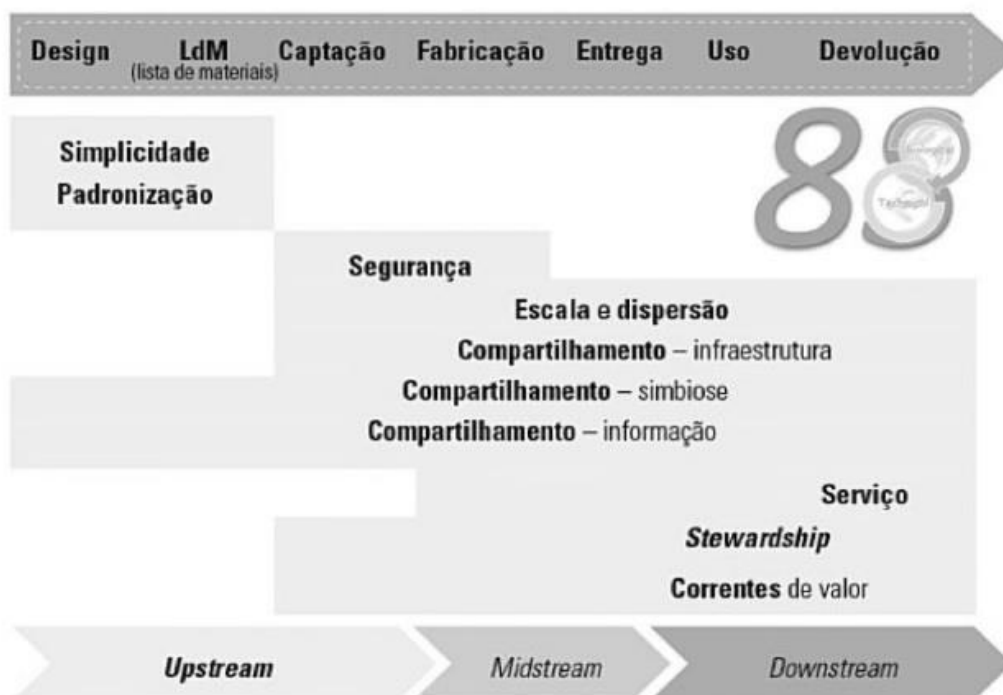 Design LdM Captação Fabricação Entrega Uso Devolução
(lista de materiais)
Simplicidade
Padronização
8S
Technical
Segurança
Escala e dispersão
Compartilhamento – infraestrutura
Compartilhamento – simbiose
Compartilhamento – informação
Serviço
Stewardship
Correntes de valor
Upstream Midstream Downstream